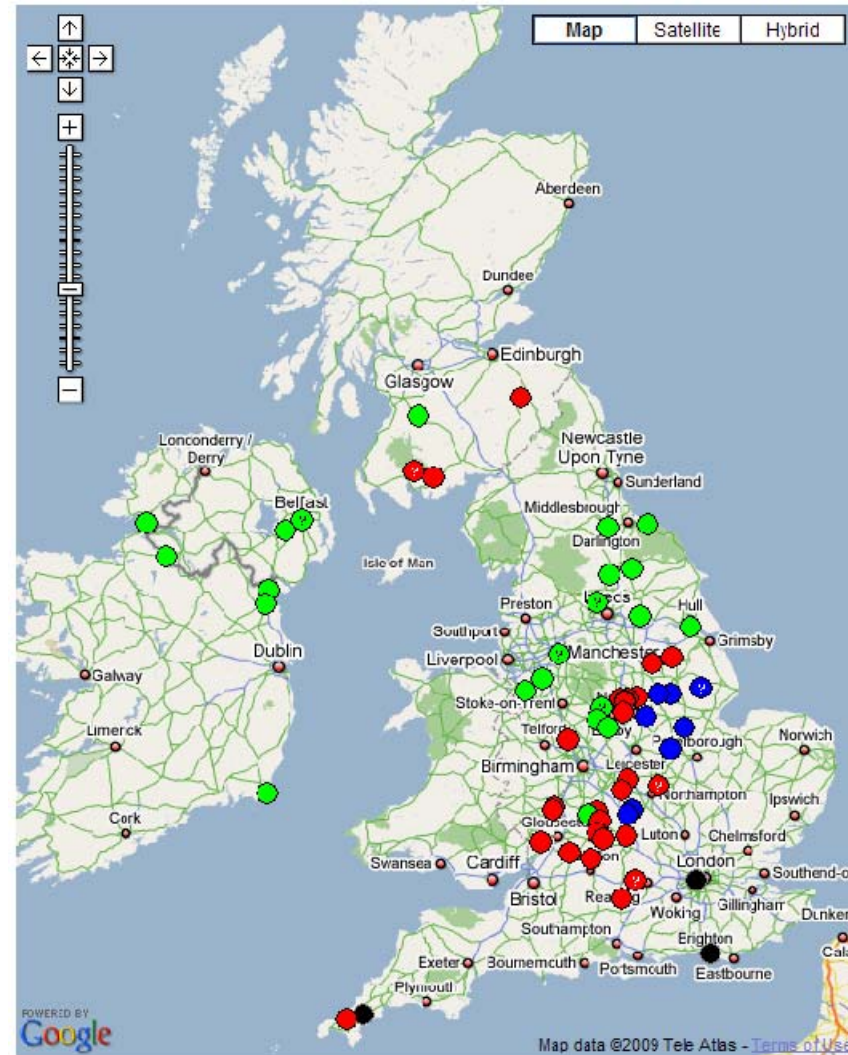 Map Satellite Hybrid
Aberdeen
Dundee
Edinburgh
Glasgow
Newcastle
Upon Tyne
Sunderland
Lonconderry /
Derry
Belfast
Middlesbrough
Darlington
Isle of Man
Leeds
Preston
Hull
Southport
Grimsby
Manchester
Liverpool
Dublin
Galway
Stoke-on-Trent
Limerick
Telford
Norwich
Leicester
Birmingham
Northampton
Ipswich
Cork
Luton
Chelmsford
Swansea
Cardiff
London
Southend-o
Bristol
Gillingham
Woking
Dunker
Southampton
Erighton
Cala
Exeter
Bournemouth
Portsmouth
Eastbourne
Plymouth
POWERED BY
Google
Map data ©2009 Tele Atlas - Terms of Use